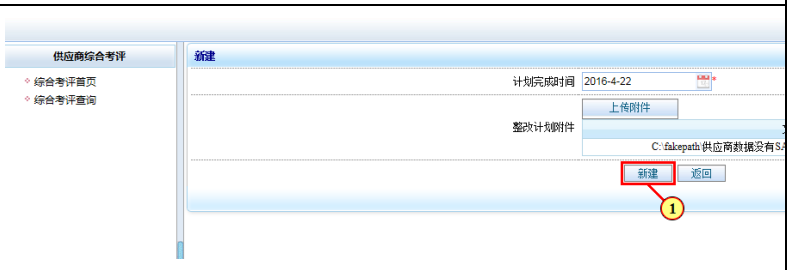 供应商综合考评
综合考评首页
综合考评查询
新建
计划完成时间 2016-4-22 *
上传附件
整改计划附件
C:\fakepath\供应商数据没有SA
新建 返回
1